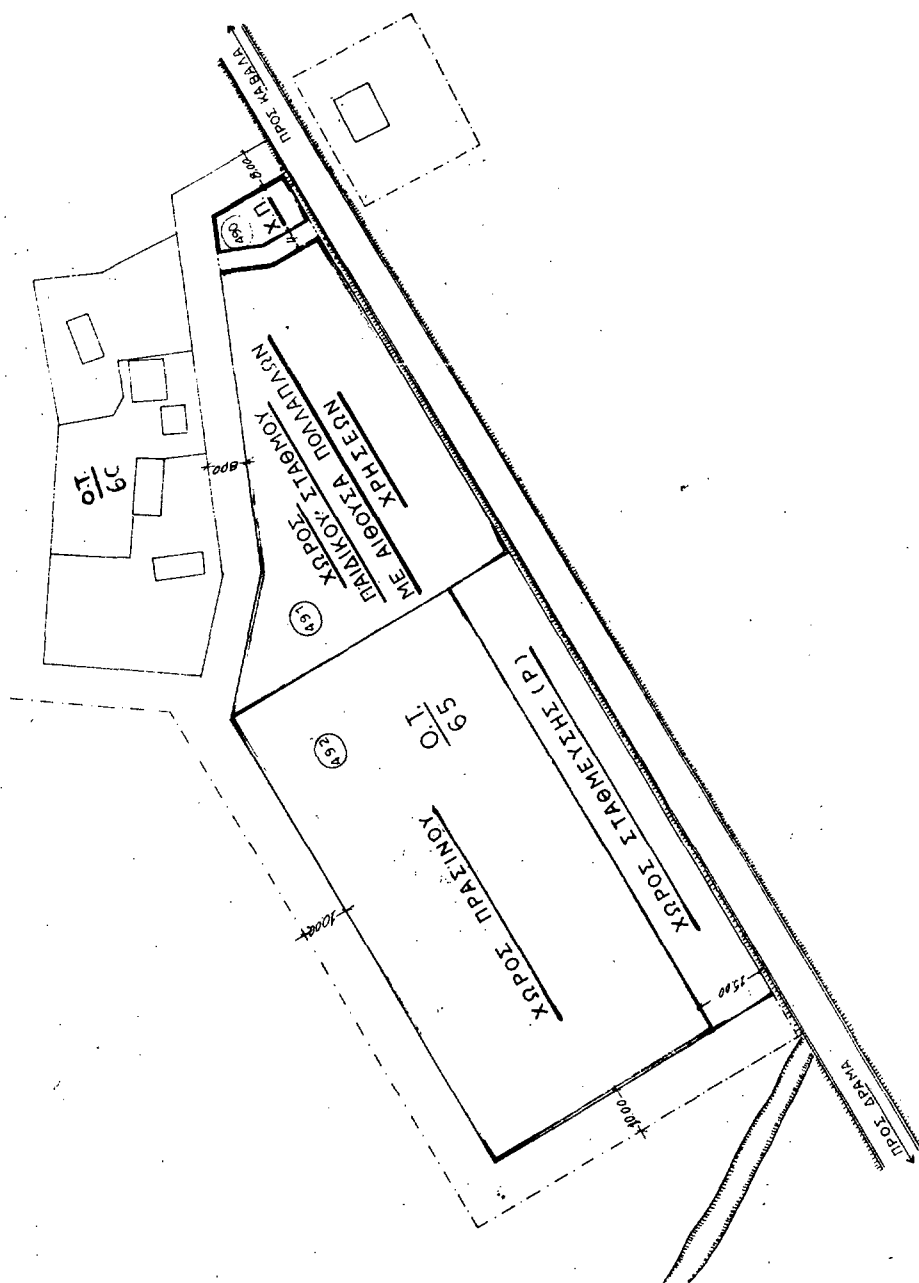 ΠΡΟΣ ΚΑΒΑΛΑ
8.00
Χ Π.
490
4
ΧΩΡΟΣ
ΠΑΙΔΙΚΟΥ ΣΤΑΘΜΟΥ
ΜΕ ΑΙΘΟΥΣΑ ΠΟΛΛΑΠΛΩΝ
ΧΡΗΣΕΩΝ
Ο.Τ.
8.00
491
Ο.Τ.
65
492
ΧΩΡΟΣ ΣΤΑΘΜΕΥΣΗΣ (Ρ)
ΧΩΡΟΣ ΠΡΑΣΙΝΟΥ
10.00
15.00
10.00
ΠΡΟΣ ΔΡΑΜΑ